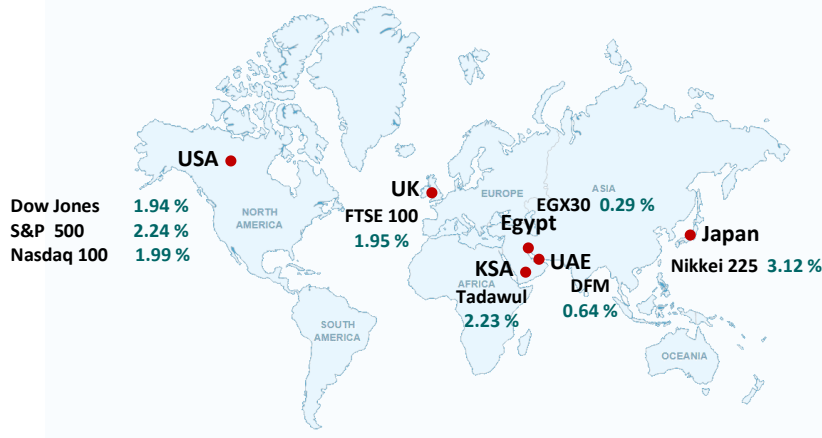 USA
Dow Jones 1.94 %
S&P 500 2.24 %
Nasdaq 100 1.99 %
NORTH
AMERICA
SOUTH
AMERICA
UK
FTSE 100
1.95 %
EUROPE
ASIA
EGX30 0.29 %
Egypt
KSA
AFRICA
Tadawul
2.23 %
UAE
DFM
0.64 %
Japan
Nikkei 225 3.12 %
OCEANIA